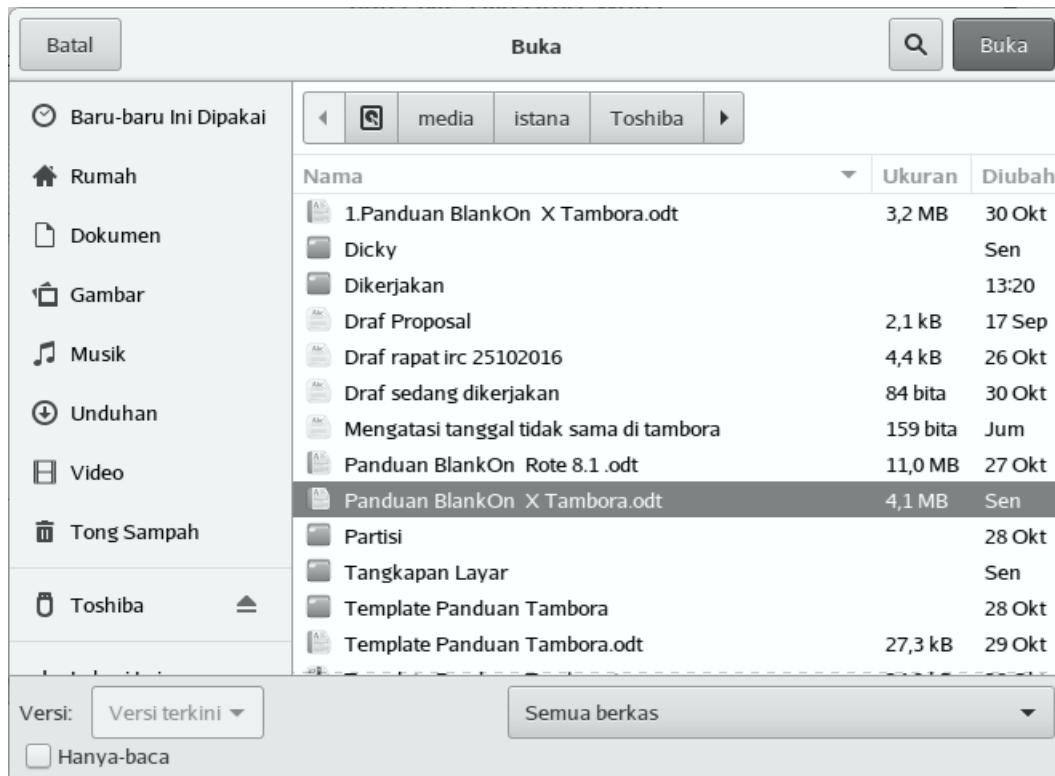 Batal Buka Buka
Baru-baru Ini Dipakai
Rumah
Dokumen
Gambar
Musik
Unduhan
Video
Tong Sampah
Toshiba
media istana Toshiba
Nama Ukuran Diubah
1.Panduan BlankOn X Tambora.odt 3,2 MB 30 Okt
Dicky Sen
Dikerjakan 13:20
Draf Proposal 2,1 kB 17 Sep
Draf rapat irc 25102016 4,4 kB 26 Okt
Draf sedang dikerjakan 84 bita 30 Okt
Mengatasi tanggal tidak sama di tambora 159 bita Jum
Panduan BlankOn Rote 8.1 .odt 11,0 MB 27 Okt
Panduan BlankOn X Tambora.odt 4,1 MB Sen
Partisi 28 Okt
Tangkapan Layar Sen
Template Panduan Tambora 28 Okt
Template Panduan Tambora.odt 27,3 kB 29 Okt
Versi: Versi terkini Semua berkas
Hanya-baca